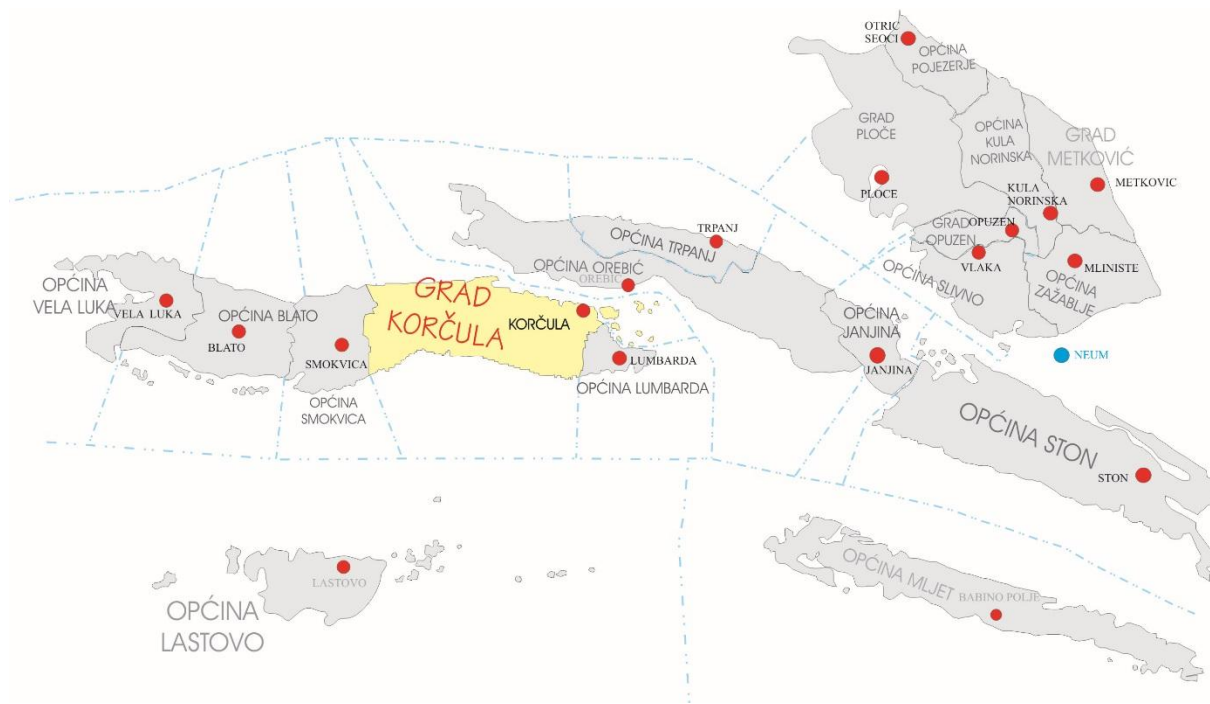 OTRIC
SEOCI
OPĆINA
POJEZERJE
GRAD
PLOČE
OPĆINA
KULA
NORINSKA
GRAD
METKOVIĆ
PLOCE
KULA
NORINSKA
METKOVIC
TRPANJ
GRAD
OPUZEN
OPUZEN
OPĆINA TRPANJ
VLAKA
MLINISTE
OPĆINA SLIVNO
OPĆINA
ZAŽABLJE
OPĆINA OREBIĆ
OREBIC
OPĆINA
VELA LUKA
VELA LUKA
OPĆINA BLATO
BLATO
GRAD
KORČULA
KORČULA
SMOKVICA
OPĆINA
SMOKVICA
LUMBARDA
OPĆINA LUMBARDA
OPĆINA
JANJINA
JANJINA
NEUM
OPĆINA STON
STON
LASTOVO
OPĆINA
LASTOVO
OPĆINA MLJET
BABINO POLJE